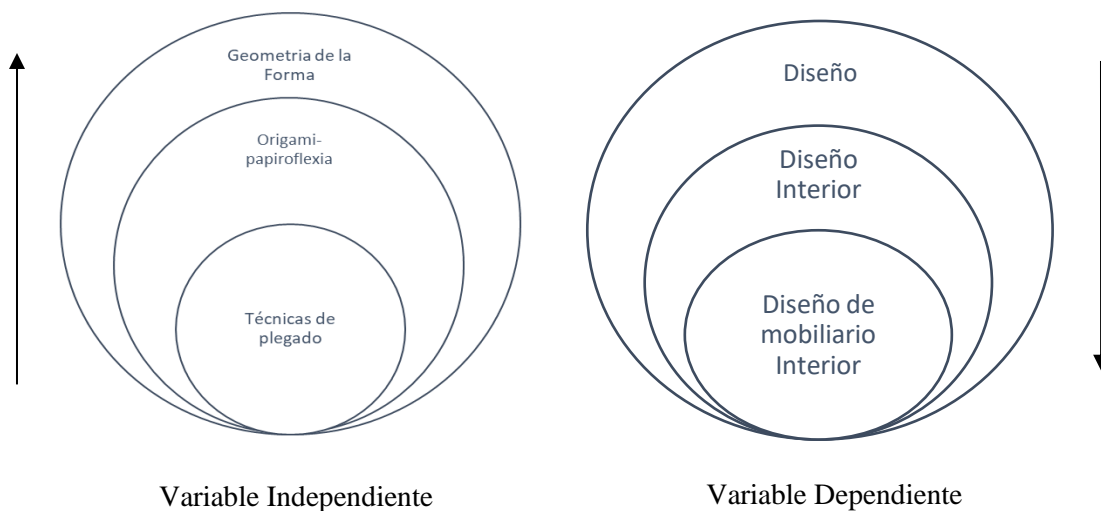 Geometria de la
Forma
Origami-
papiroflexia
Técnicas de
plegado
Diseño
Diseño
Interior
Diseño de
mobiliario
Interior
Variable Independiente
Variable Dependiente